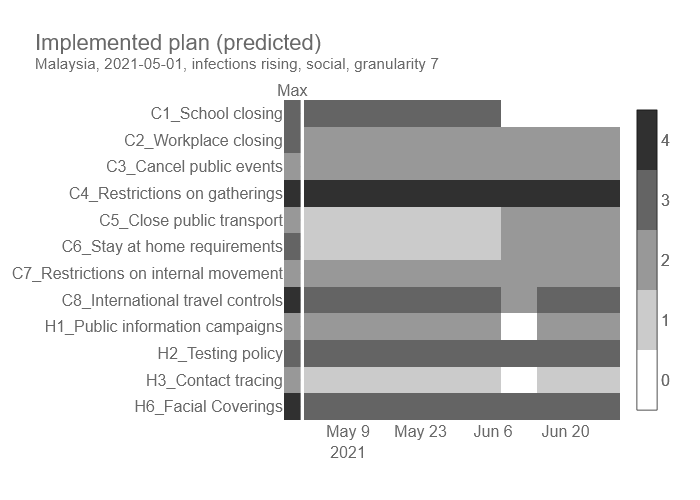 Implemented plan (predicted)
Malaysia, 2021-05-01, infections rising, social, granularity 7
Max
C1_School closing
C2_Workplace closing
C3_Cancel public events
C4_Restrictions on gatherings
C5_Close public transport
C6_Stay at home requirements
C7_Restrictions on internal movement
C8_International travel controls
H1_Public information campaigns
H2_Testing policy
H3_Contact tracing
H6_Facial Coverings
May 9 May 23 Jun 6 Jun 20
2021
4
3
2
1
0